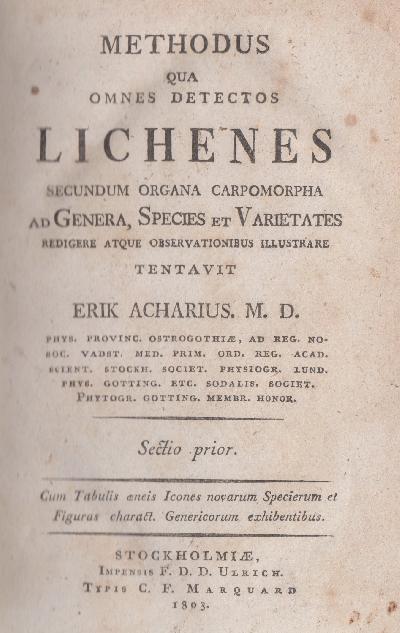 METHODUS
QUA
OMNES DETECTOS
LICHENES
SECUNDUM ORGANA CARPOMORPHA
AD GENERA, SPECIES ET VARIETATES
REDIGERE ATQUE OBSERVATIONIBUS ILLUSTRARE
TENTAVIT
ERIK ACHARIUS. M. D.
PHYS. PROVINC. OSTROGOTHIÆ, AD REG. NO-
SOC. VADST. MED. PRIM. ORD. REG. ACAD.
SCIENT. STOCKH. SOCIET. PHYSIOGR. LUND.
PHYS. GOTTING. ETC. SODALIS. SOCIET.
PHYTOGR. GOTTING. MEMBR. HONOR.
Sectio prior.
Cum Tabulis æneis Icones novarum Specierum et
Figuras charact. Genericorum exhibentibus.
STOCKHOLMIÆ,
IMPENSIS F. D. D. ULRICH.
TYPIS C. F. MARQUARD
1803.